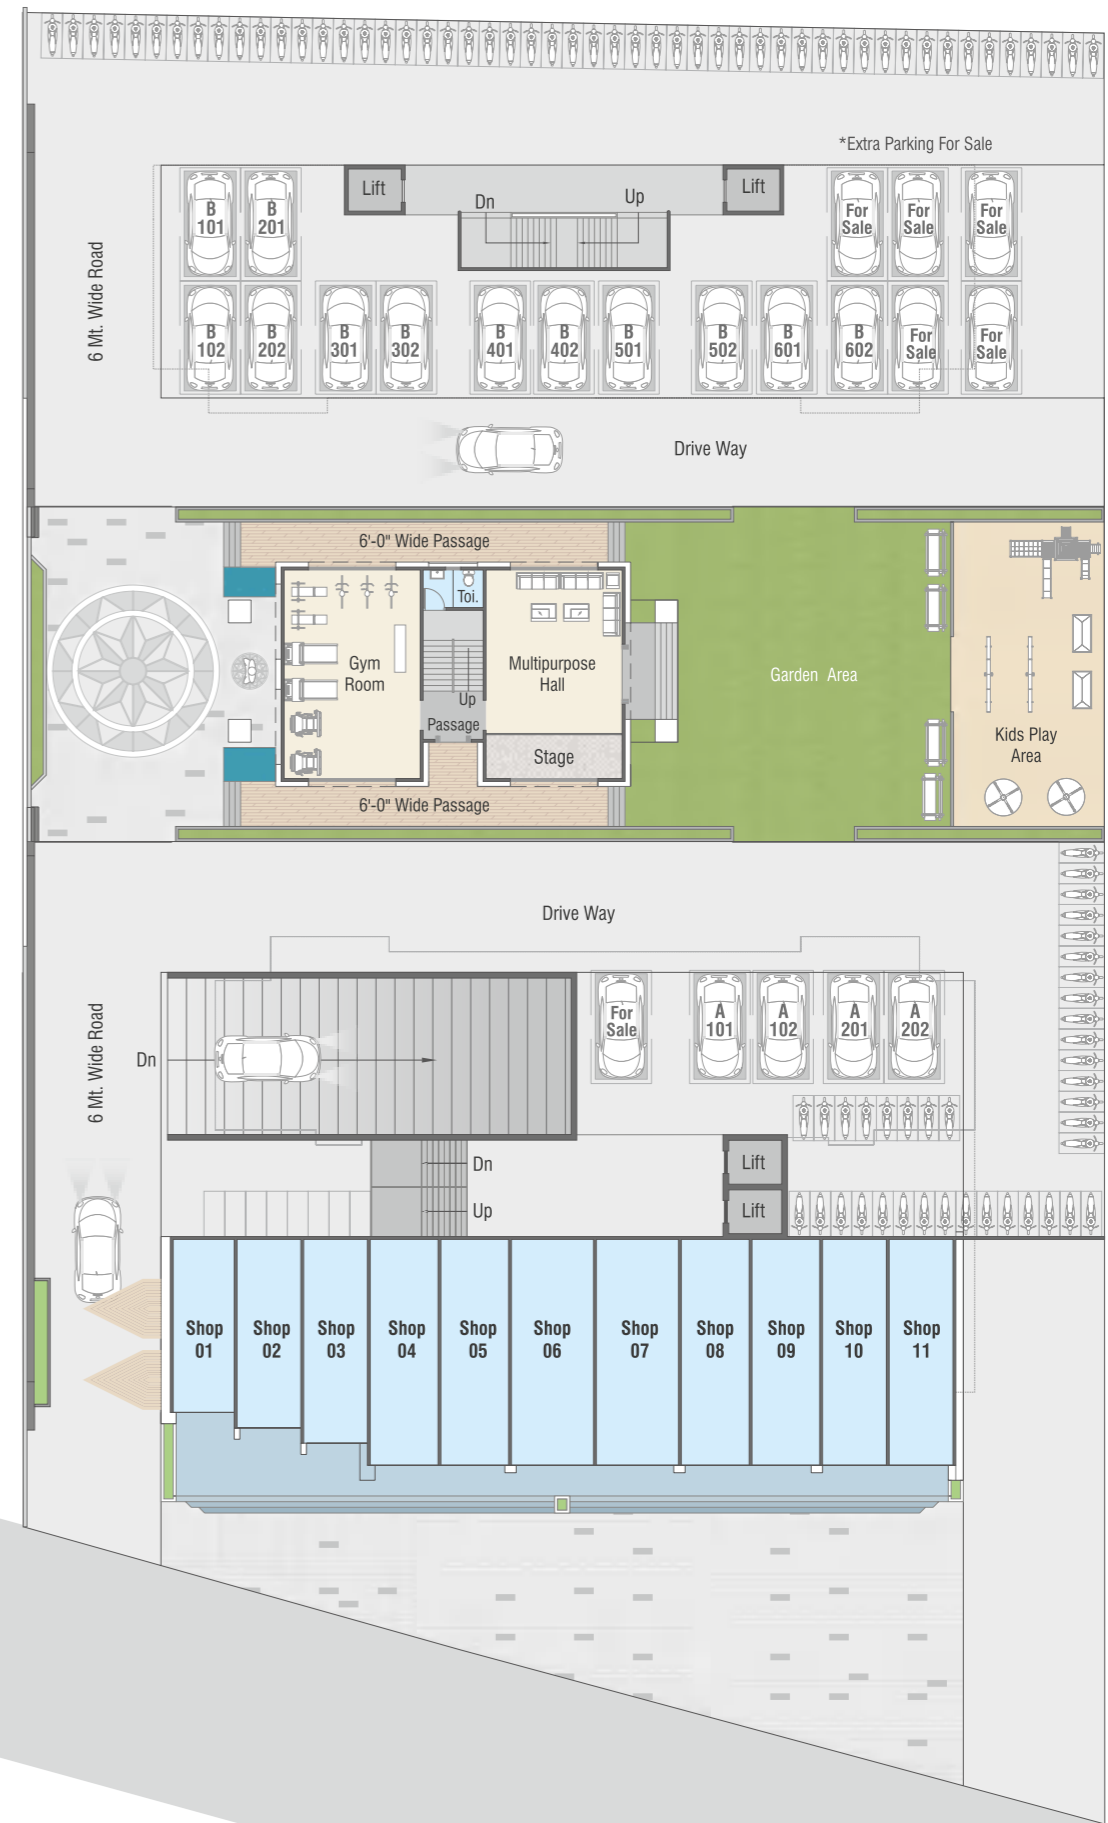 *Extra Parking For Sale
Lift
Dn
Up
Lift
B
101
B
201
For
Sale
For
Sale
For
Sale
6 Mt. Wide Road
B
102
B
202
B
301
B
302
B
401
B
402
B
501
B
502
B
601
B
602
For
Sale
For
Sale
Drive Way
6'-0" Wide Passage
Toi.
Gym
Room
Multipurpose
Hall
Up
Passage
Stage
Garden Area
Kids Play
Area
6'-0" Wide Passage
Drive Way
6 Mt. Wide Road
Dn
For
Sale
A
101
A
102
A
201
A
202
Dn
Up
Lift
Lift
Shop
01
Shop
02
Shop
03
Shop
04
Shop
05
Shop
06
Shop
07
Shop
08
Shop
09
Shop
10
Shop
11